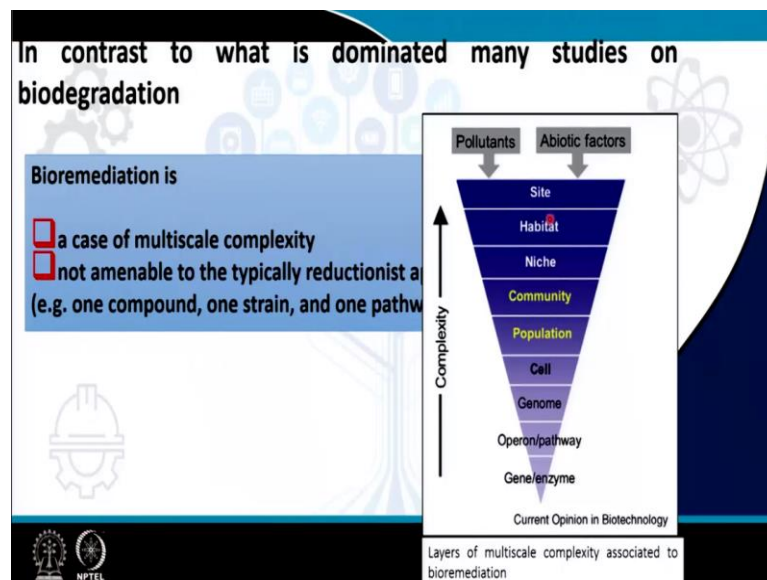 In contrast to what is dominated many studies on
biodegradation
Bioremediation is
a case of multiscale complexity
not amenable to the typically reductionist a
(e.g. one compound, one strain, and one pathw
Pollutants Abiotic factors
Site
Habitat
Niche
Community
Population
Cell
Genome
Operon/pathway
Gene/enzyme
Complexity
Current Opinion in Biotechnology
Layers of multiscale complexity associated to
bioremediation
NPTEL